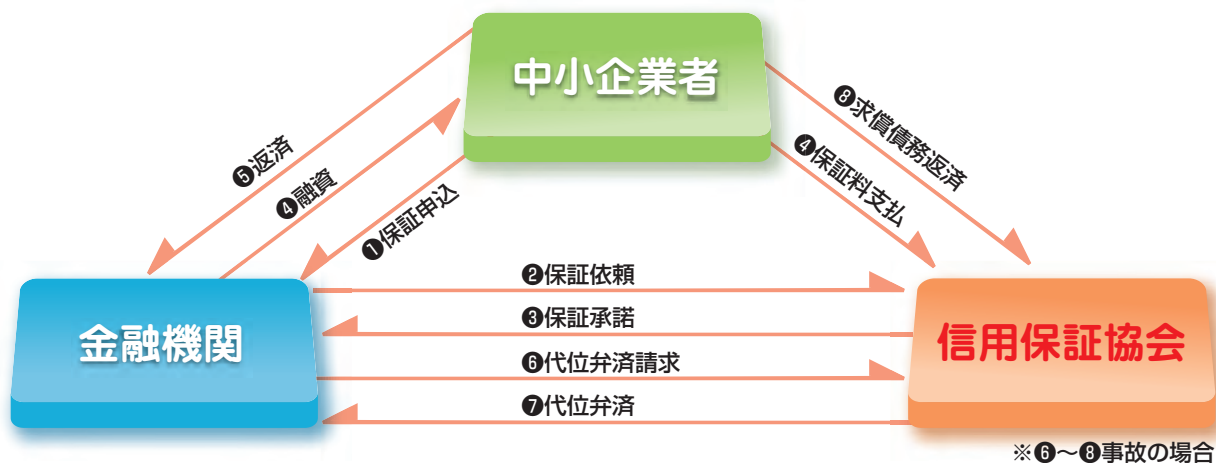 中小企業者
❺返済
❹融資
❶保証申込
❽求償債務返済
❹保証料支払
❷保証依頼
❸保証承諾
❻代位弁済請求
❼代位弁済
金融機関
信用保証協会
※❻～❽事故の場合